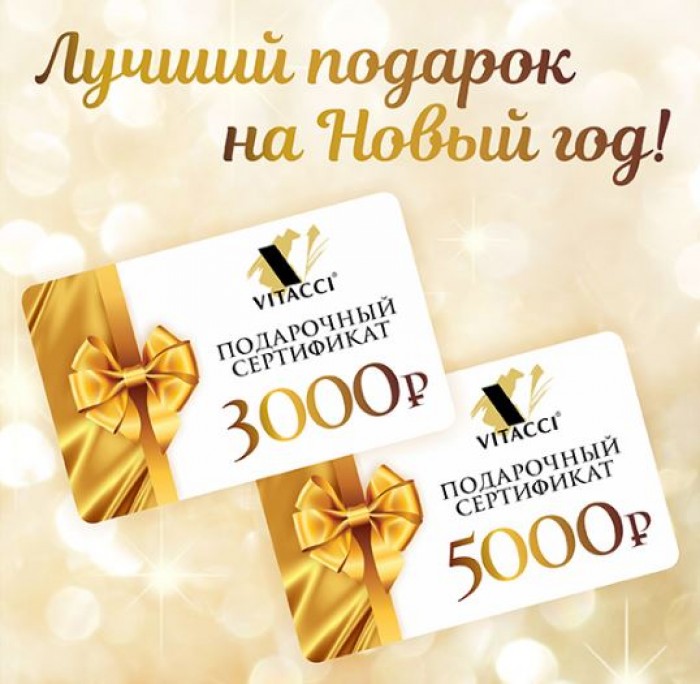 Лучший подарок
на Новый год!
VITACCI®
ПОДАРОЧНЫЙ
СЕРТИФИКАТ
3000₽
VITACCI®
ПОДАРОЧНЫЙ
СЕРТИФИКАТ
5000₽